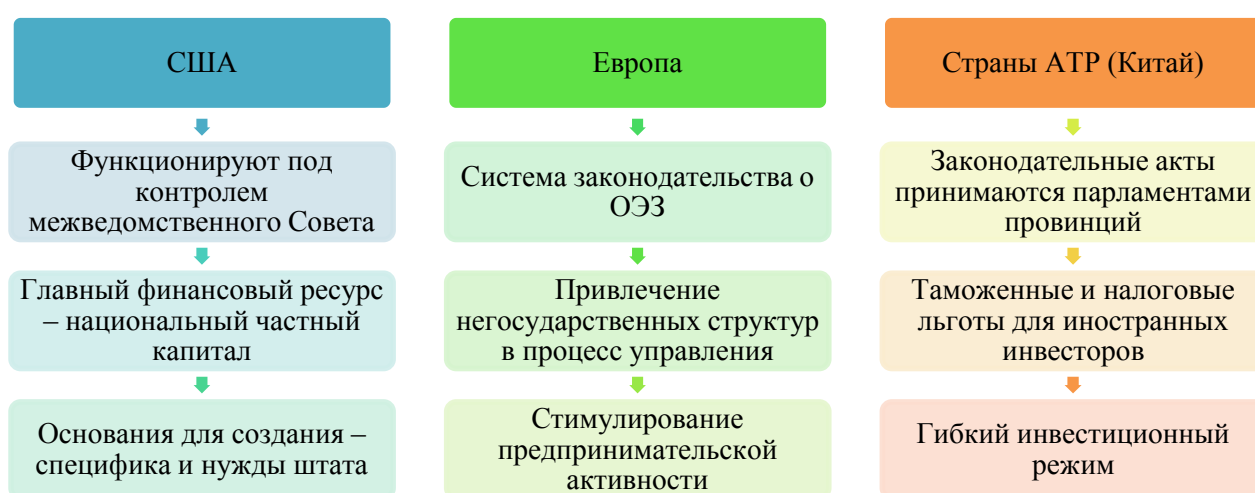 США
Функционируют под
контролем
межведомственного Совета
Главный финансовый ресурс
– национальный частный
капитал
Основания для создания –
специфика и нужды штата
Европа
Система законодательства о
ОЭЗ
Привлечение
негосударственных структур
в процесс управления
Стимулирование
предпринимательской
активности
Страны АТР (Китай)
Законодательные акты
принимаются парламентами
провинций
Таможенные и налоговые
льготы для иностранных
инвесторов
Гибкий инвестиционный
режим